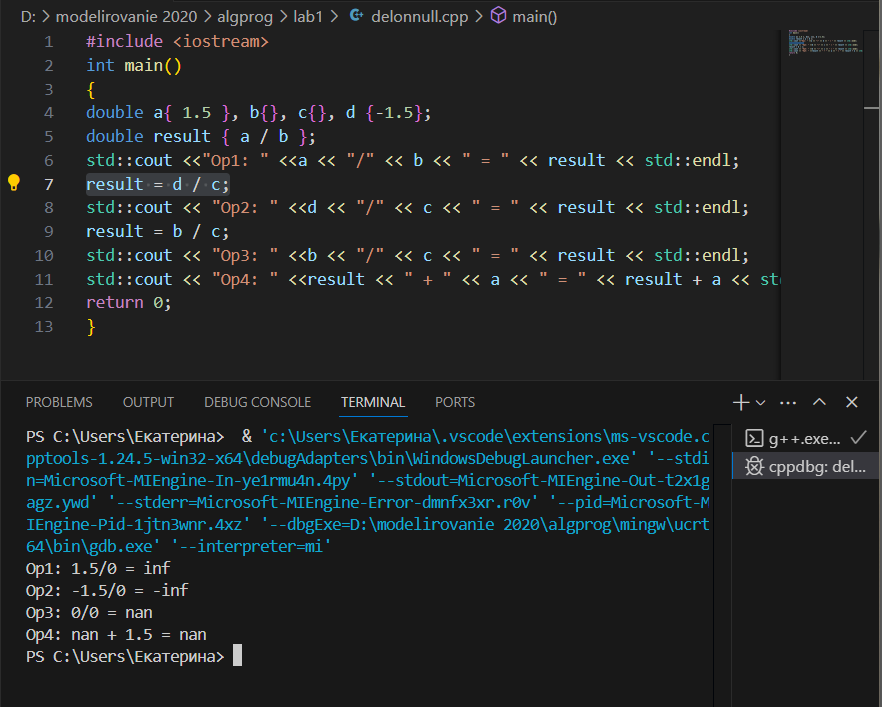 D: > modelirovanie 2020 > algprog > lab1 > C++ delonnull.cpp > main()
1 #include <iostream>
2 int main()
3 {
4 double a{ 1.5 }, b{}, c{}, d {-1.5};
5 double result { a / b };
6 std::cout <<"Op1: " <<a << "/" << b << " = " << result << std::endl;
7 result = d / c;
8 std::cout << "Op2: " <<d << "/" << c << " = " << result << std::endl;
9 result = b / c;
10 std::cout << "Op3: " <<b << "/" << c << " = " << result << std::endl;
11 std::cout << "Op4: " <<result << " + " << a << " = " << result + a << st
12 return 0;
13 }
PROBLEMS OUTPUT DEBUG CONSOLE TERMINAL PORTS
PS C:\Users\Екатерина>  & 'c:\Users\Екатерина\.vscode\extensions\ms-vscode.c
pptools-1.24.5-win32-x64\debugAdapters\bin\WindowsDebugLauncher.exe' '--stdi
n=Microsoft-MIEngine-In-ye1rmu4n.4py' '--stdout=Microsoft-MIEngine-Out-t2x1g
agz.ywd' '--stderr=Microsoft-MIEngine-Error-dmnfx3xr.r0v' '--pid=Microsoft-M
IEngine-Pid-1jtn3wnr.4xz' '--dbgExe=D:\modelirovanie 2020\algprog\mingw\ucrt
64\bin\gdb.exe' '--interpreter=mi'
Op1: 1.5/0 = inf
Op2: -1.5/0 = -inf
Op3: 0/0 = nan
Op4: nan + 1.5 = nan
PS C:\Users\Екатерина>
g++.exe...
cppdbg: del...